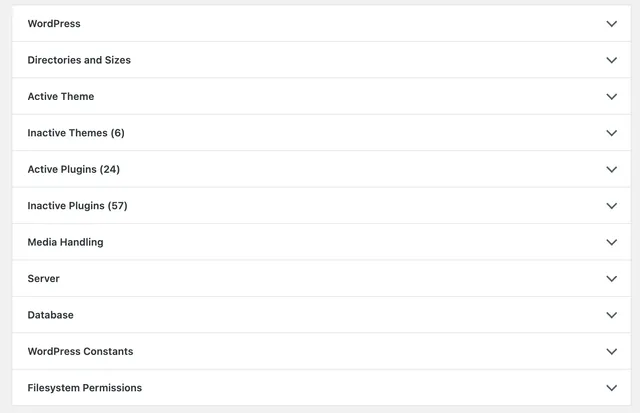 WordPress
Directories and Sizes
Active Theme
Inactive Themes (6)
Active Plugins (24)
Inactive Plugins (57)
Media Handling
Server
Database
WordPress Constants
Filesystem Permissions